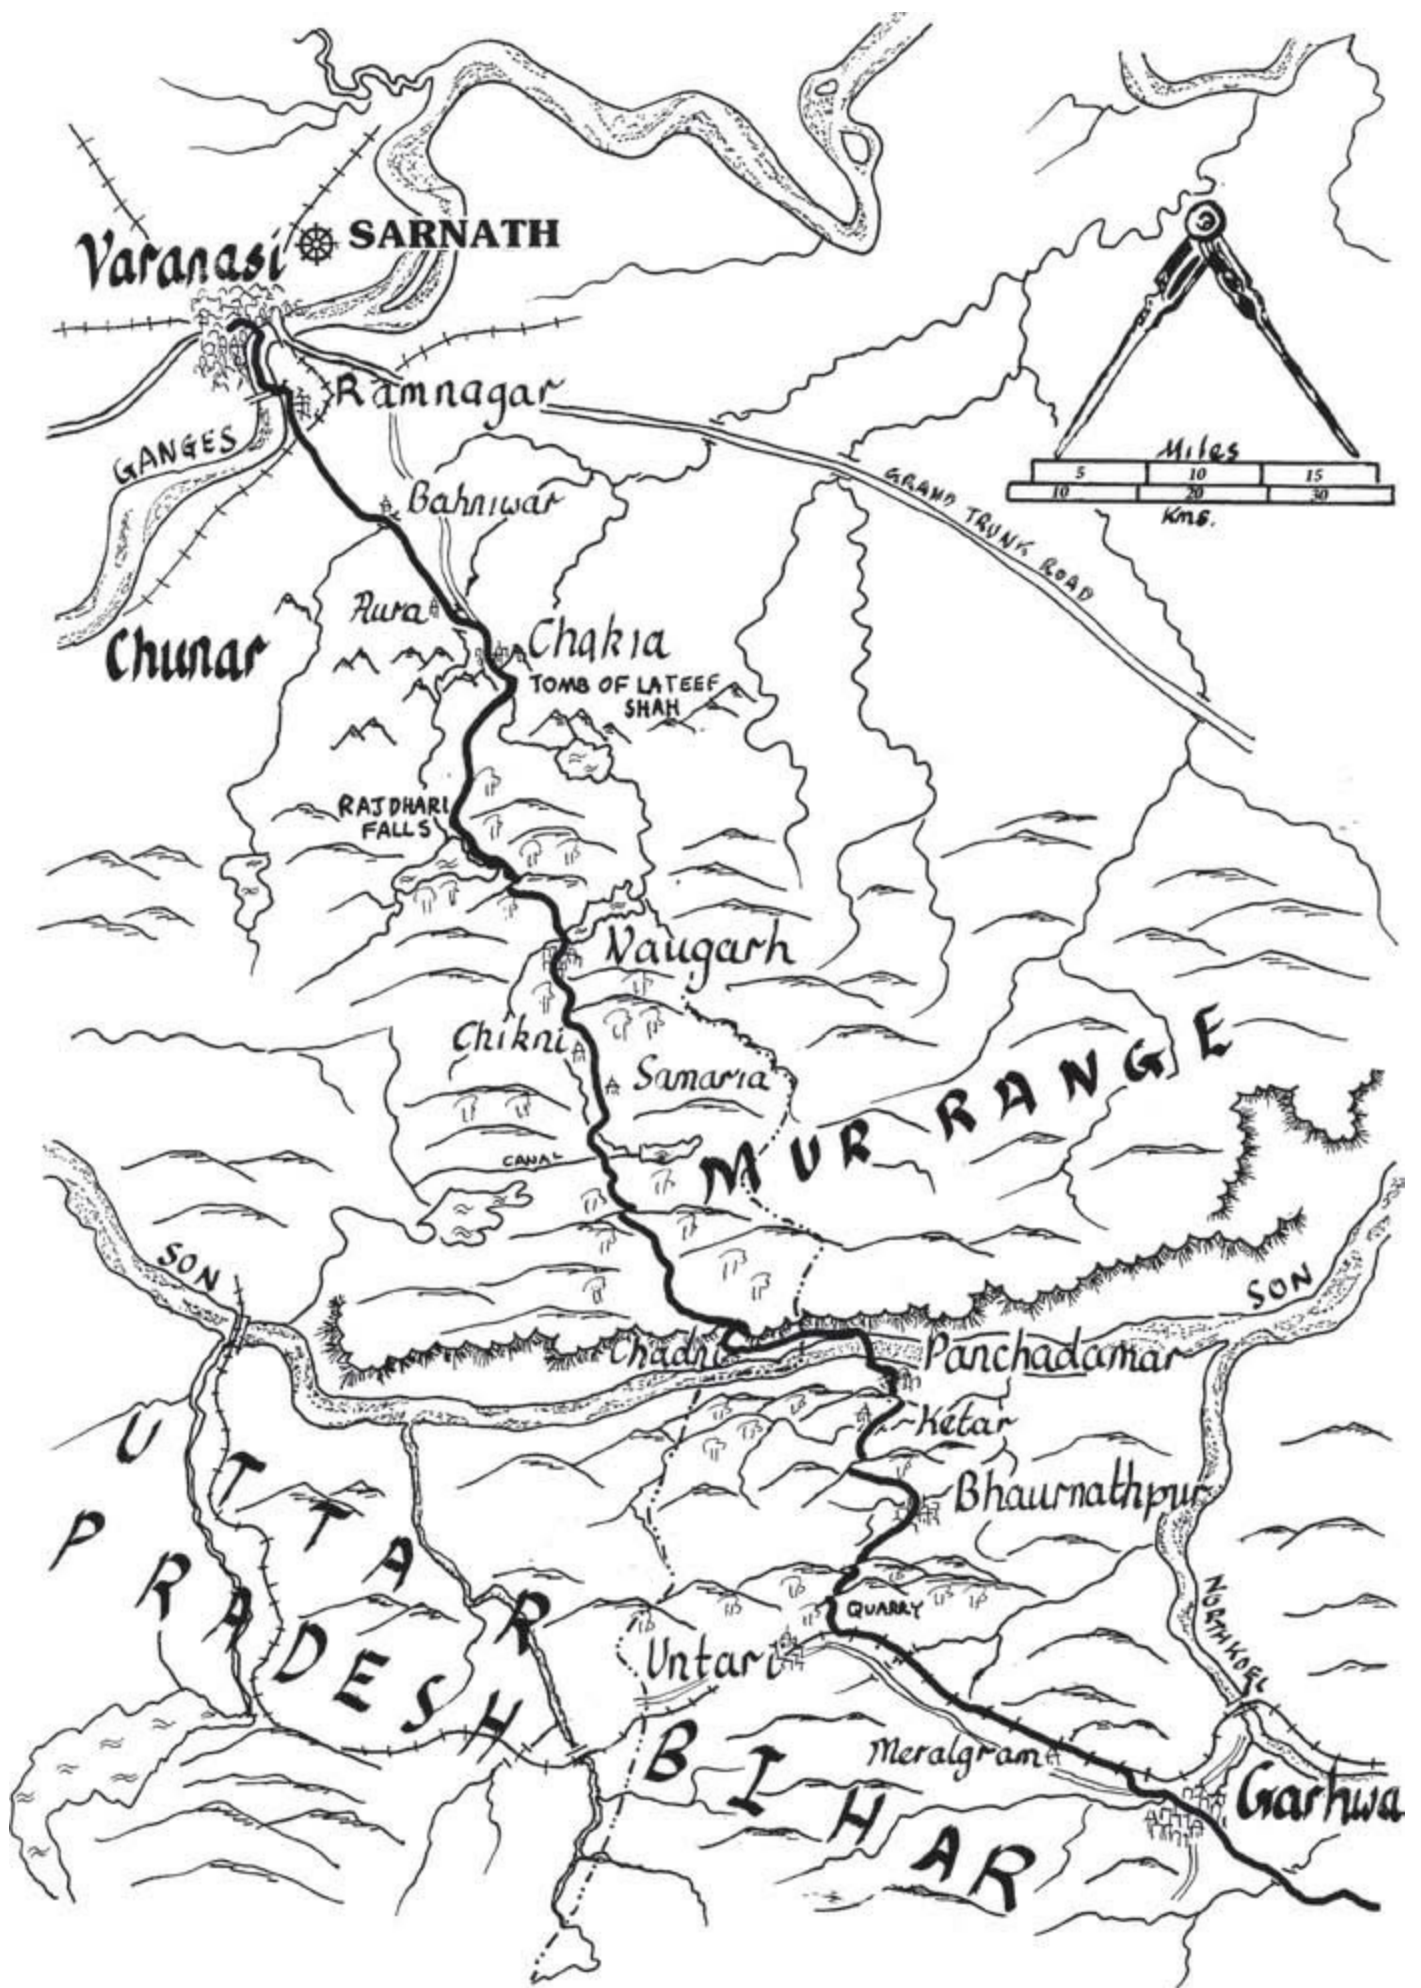 SARNATH
Varanasi
Ramnagar
GANGES
Miles
5 10 15
10 20 30
Kms.
GRAND TRUNK ROAD
Bahniwar
Aura
Chunar
Chakia
TOMB OF LATEEF
SHAH
RAJDHARI
FALLS
Naugarh
Chikni
Samaria
MUR RANGE
CANAL
SON
SON
Chadni
Panchadamar
Ketar
Bhaurnathpur
UTTAR
PRADESH
QUARRY
NORTH KOEL
Untari
BIHAR
Meralgram
Garhwa